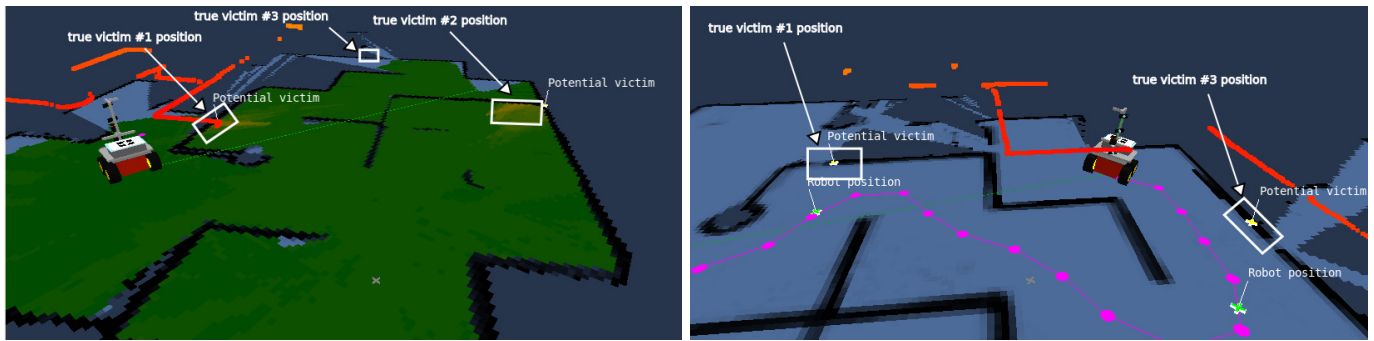 true victim #3 position
true victim #2 position
true victim #1 position
Potential victim
Potential victim
true victim #1 position
true victim #3 position
Potential victim
Robot position
Potential victim
Robot position